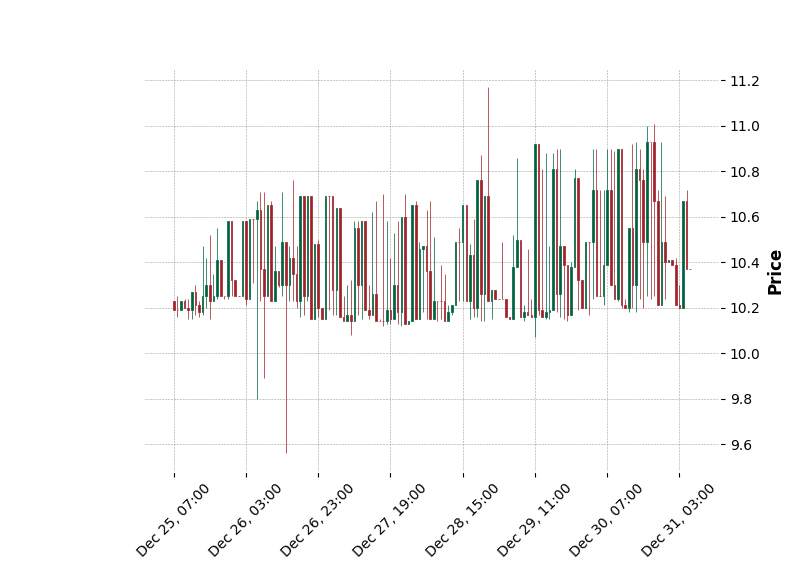 11.2
11.0
10.8
10.6
10.4
10.2
10.0
9.8
9.6
Price
Dec 25, 07:00
Dec 26, 03:00
Dec 26, 23:00
Dec 27, 19:00
Dec 28, 15:00
Dec 29, 11:00
Dec 30, 07:00
Dec 31, 03:00